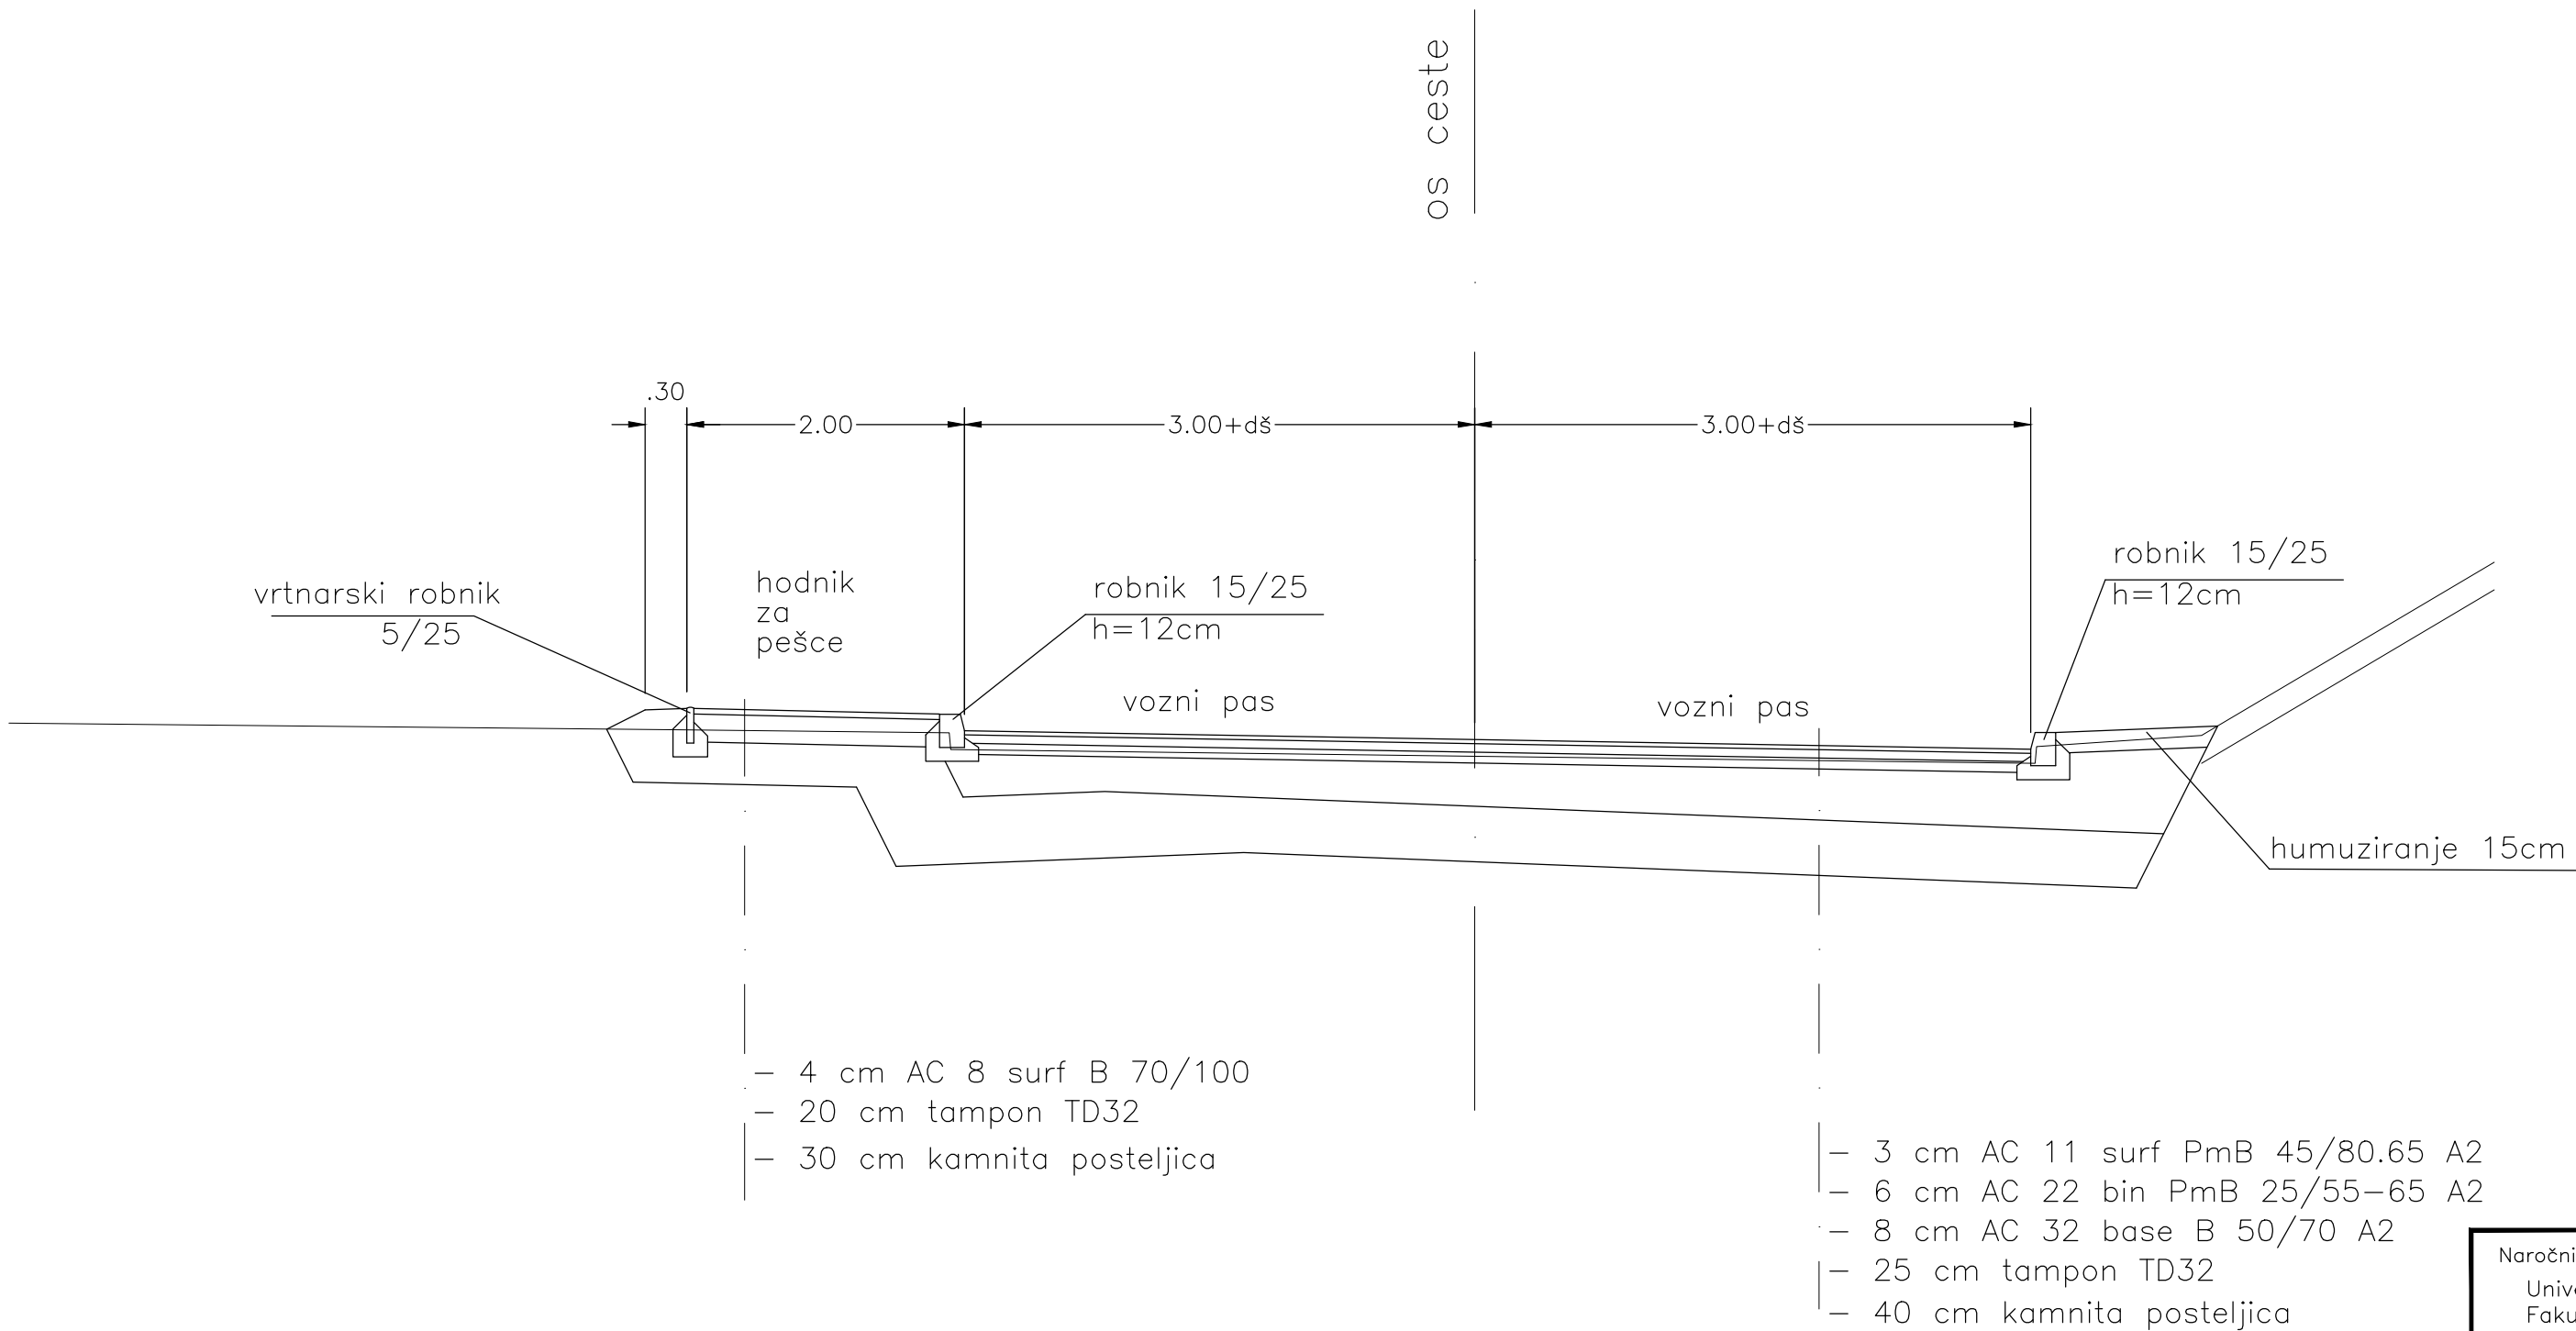 os ceste
.30
2.00
3.00+dš
3.00+dš
vrtnarski robnik
5/25
hodnik
za
pešce
robnik 15/25
h=12cm
robnik 15/25
h=12cm
vozni pas
vozni pas
humuziranje 15cm
– 4 cm AC 8 surf B 70/100
– 20 cm tampon TD32
– 30 cm kamnita posteljica
– 3 cm AC 11 surf PmB 45/80.65 A2
– 6 cm AC 22 bin PmB 25/55–65 A2
– 8 cm AC 32 base B 50/70 A2
– 25 cm tampon TD32
– 40 cm kamnita posteljica